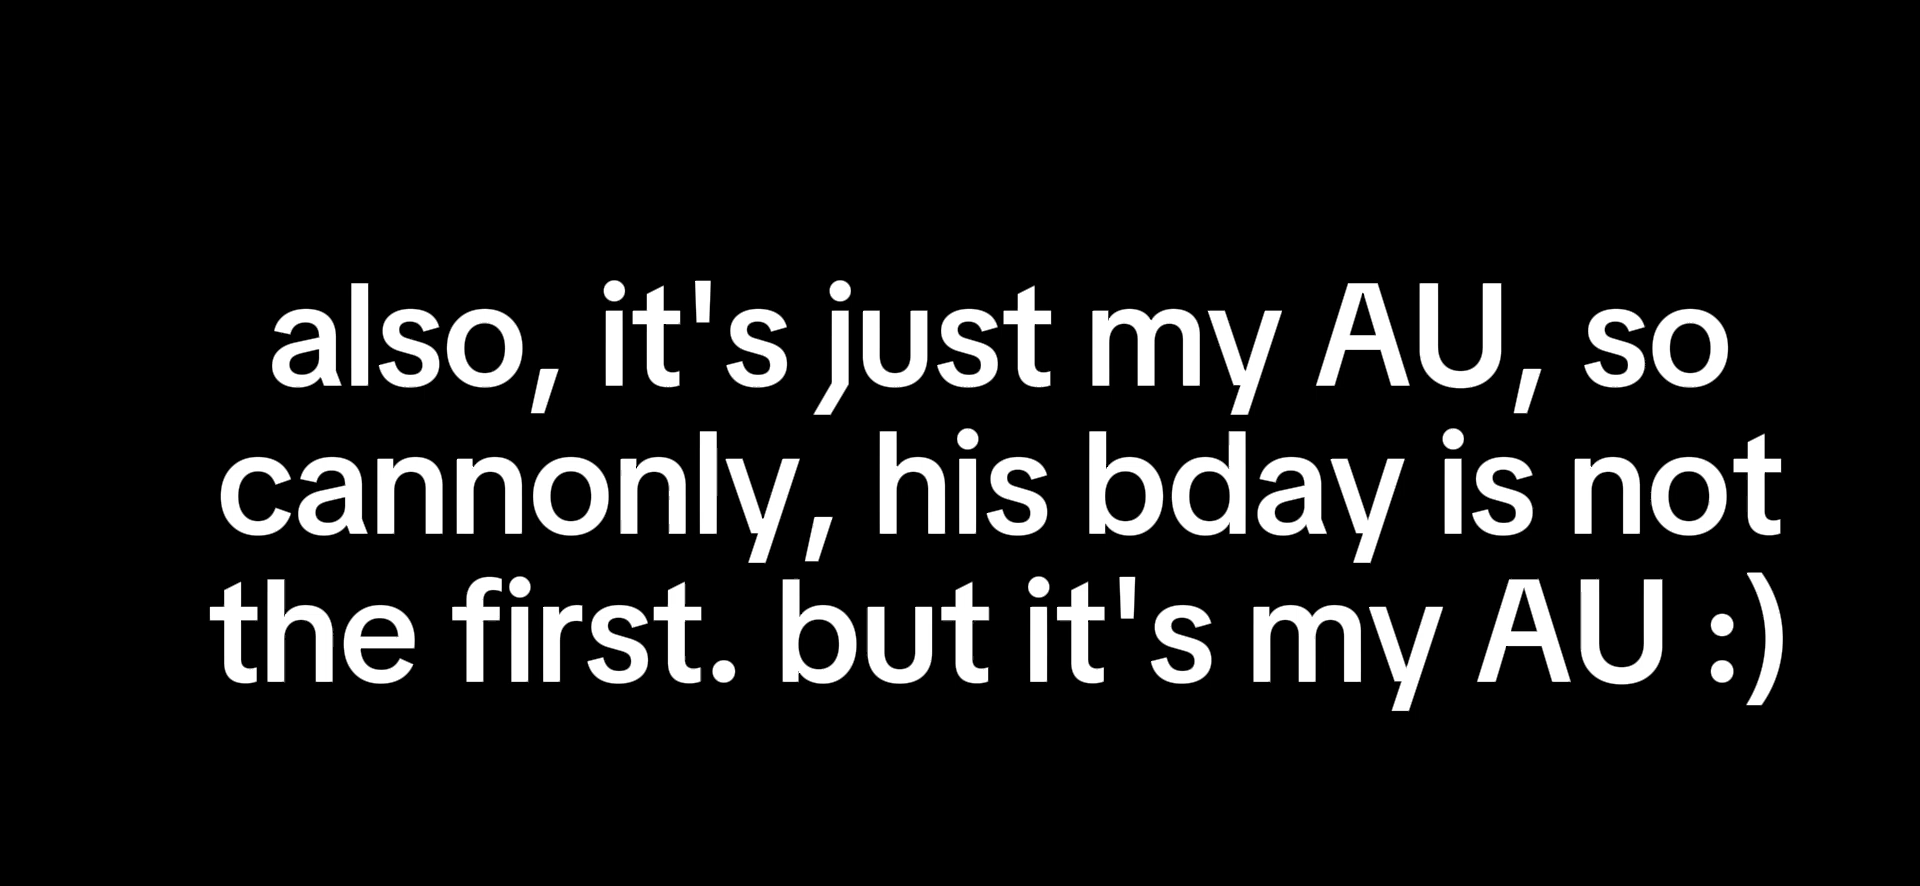 also, it's just my AU, so
cannonly, his bday is not
the first. but it's my AU :)